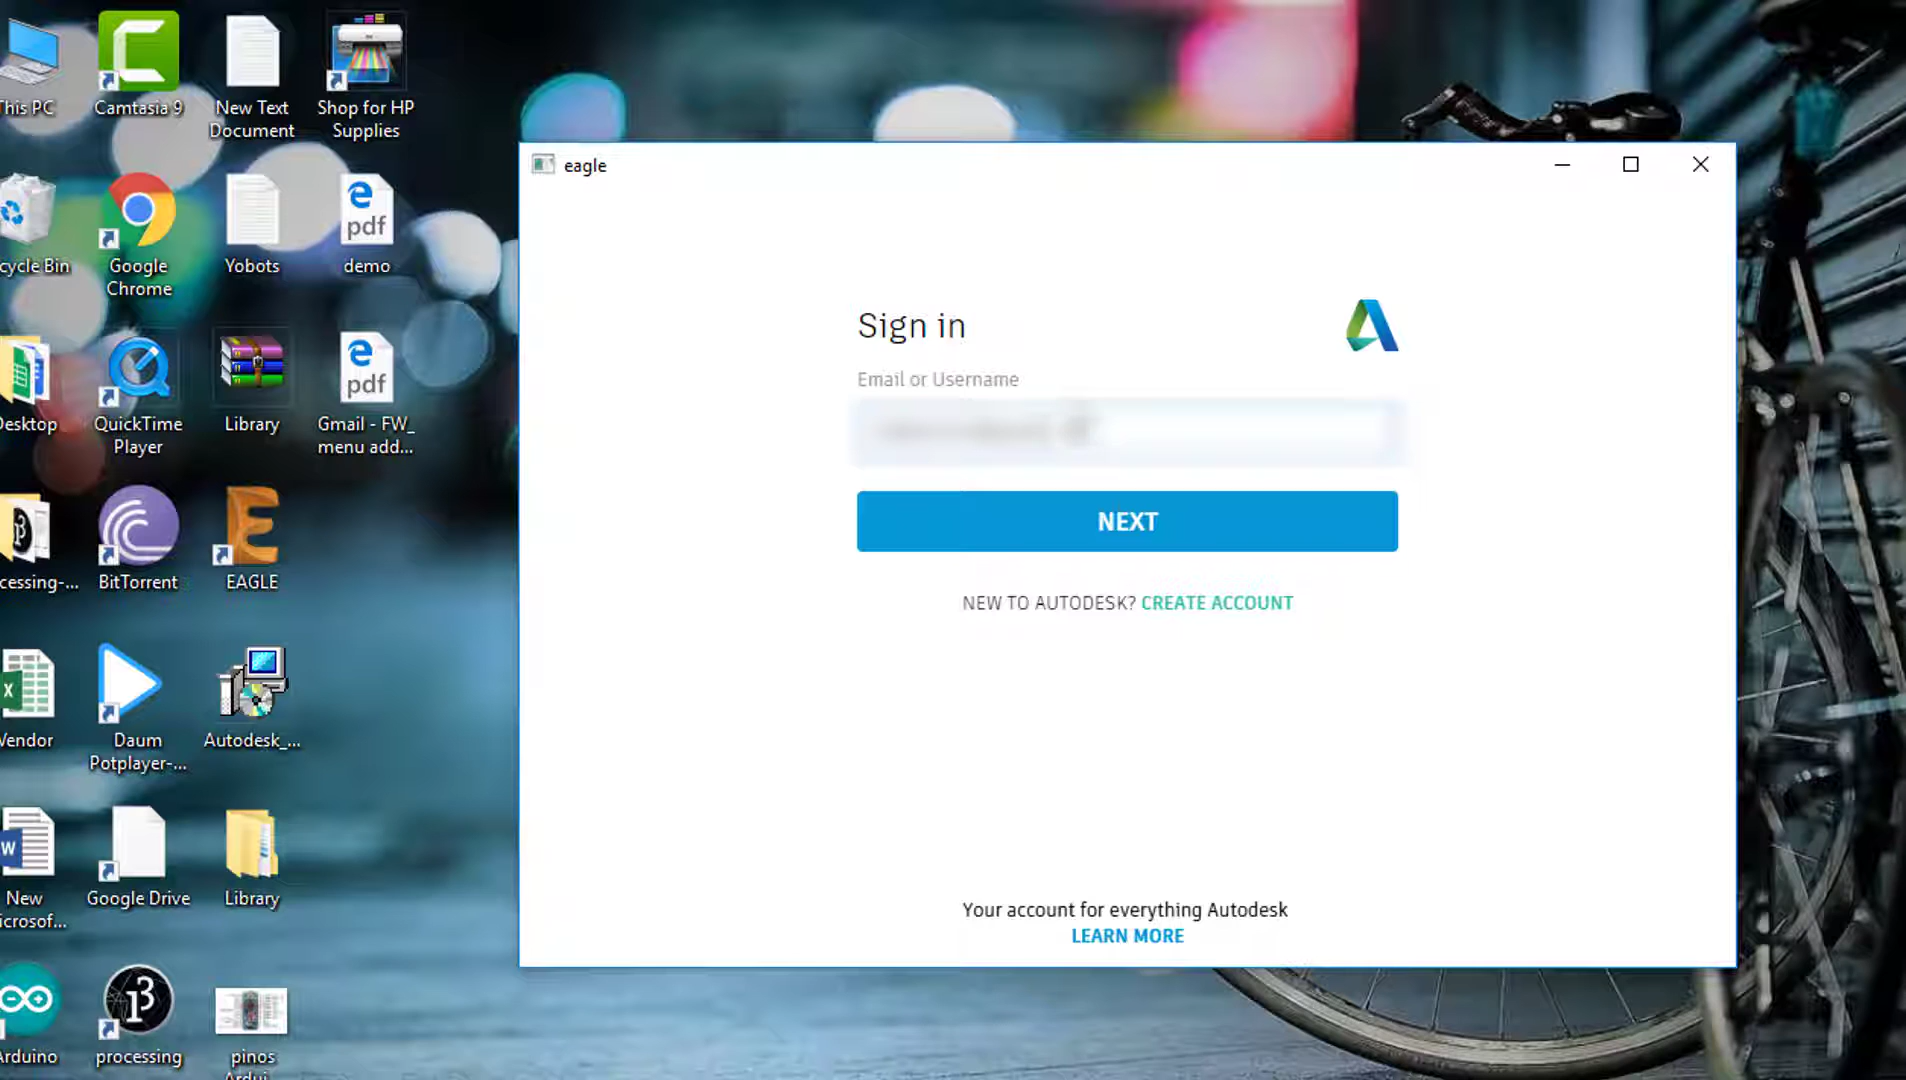 This PC
Camtasia 9
New Text
Document
Shop for HP
Supplies
cycle Bin
Google
Chrome
Yobots
pdf
demo
Desktop
QuickTime
Player
Library
pdf
Gmail - FW_
menu add...
cessing-...
BitTorrent
EAGLE
Vendor
Daum
Potplayer-...
Autodesk_...
New
icrosof...
Google Drive
Library
Arduino
processing
pinos
Ardui...
eagle
Sign in
Email or Username
NEXT
NEW TO AUTODESK? CREATE ACCOUNT
Your account for everything Autodesk
LEARN MORE